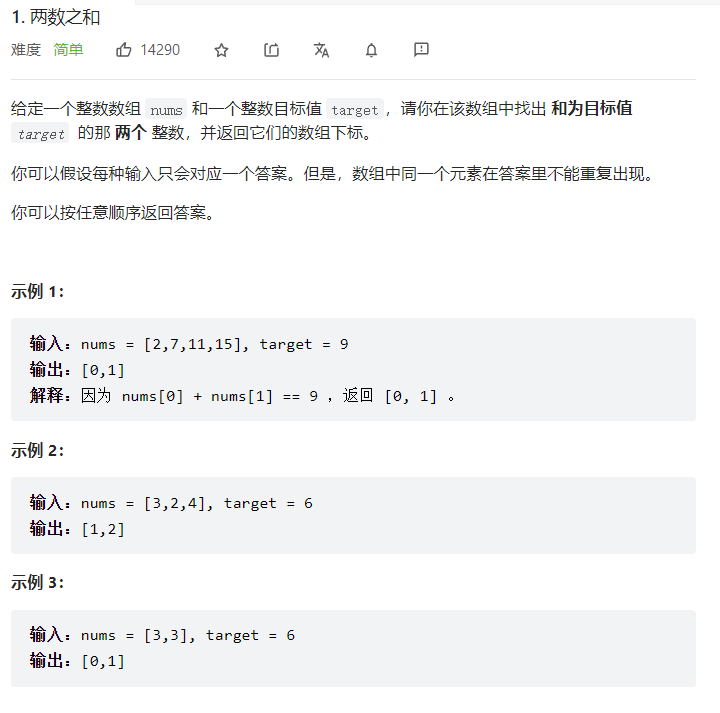 1. 两数之和
难度 简单 14290
给定一个整数数组 nums 和一个整数目标值 target，请你在该数组中找出 和为目标值
target 的那 两个 整数，并返回它们的数组下标。
你可以假设每种输入只会对应一个答案。但是，数组中同一个元素在答案里不能重复出现。
你可以按任意顺序返回答案。
示例 1：
输入：nums = [2,7,11,15], target = 9
输出：[0,1]
解释：因为 nums[0] + nums[1] == 9 ，返回 [0, 1] 。
示例 2：
输入：nums = [3,2,4], target = 6
输出：[1,2]
示例 3：
输入：nums = [3,3], target = 6
输出：[0,1]